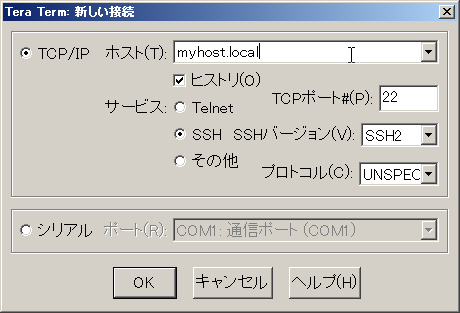 Tera Term: 新しい接続
TCP/IP ホスト(T): myhost.local
ヒストリ(O)
サービス: Telnet TCPポート#(P): 22
SSH SSHバージョン(V): SSH2
その他 プロトコル(C): UNSPEC
シリアル ポート(R): COM1: 通信ポート (COM1)
OK キャンセル ヘルプ(H)